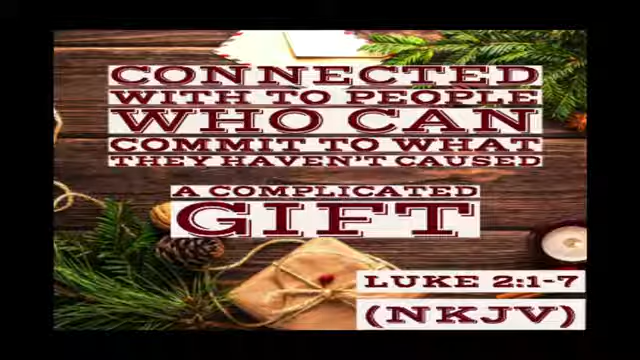 CONNECTED
WITH TO PEOPLE
WHO CAN
COMMIT TO WHAT
THEY HAVEN'T CAUSED
A COMPLICATED
GIFT
LUKE 2:1-7
(NKJV)